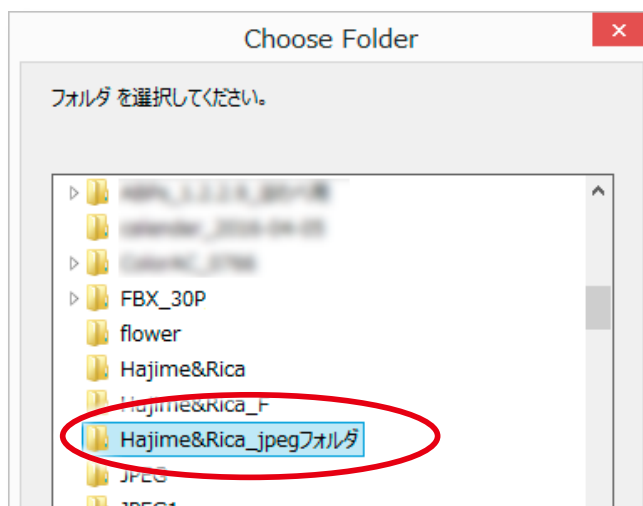 Choose Folder
フォルダ を選択してください。
FBX_30P
flower
Hajime&Rica
Hajime&Rica_F
Hajime&Rica_jpegフォルダ
JPEG
JPEG1